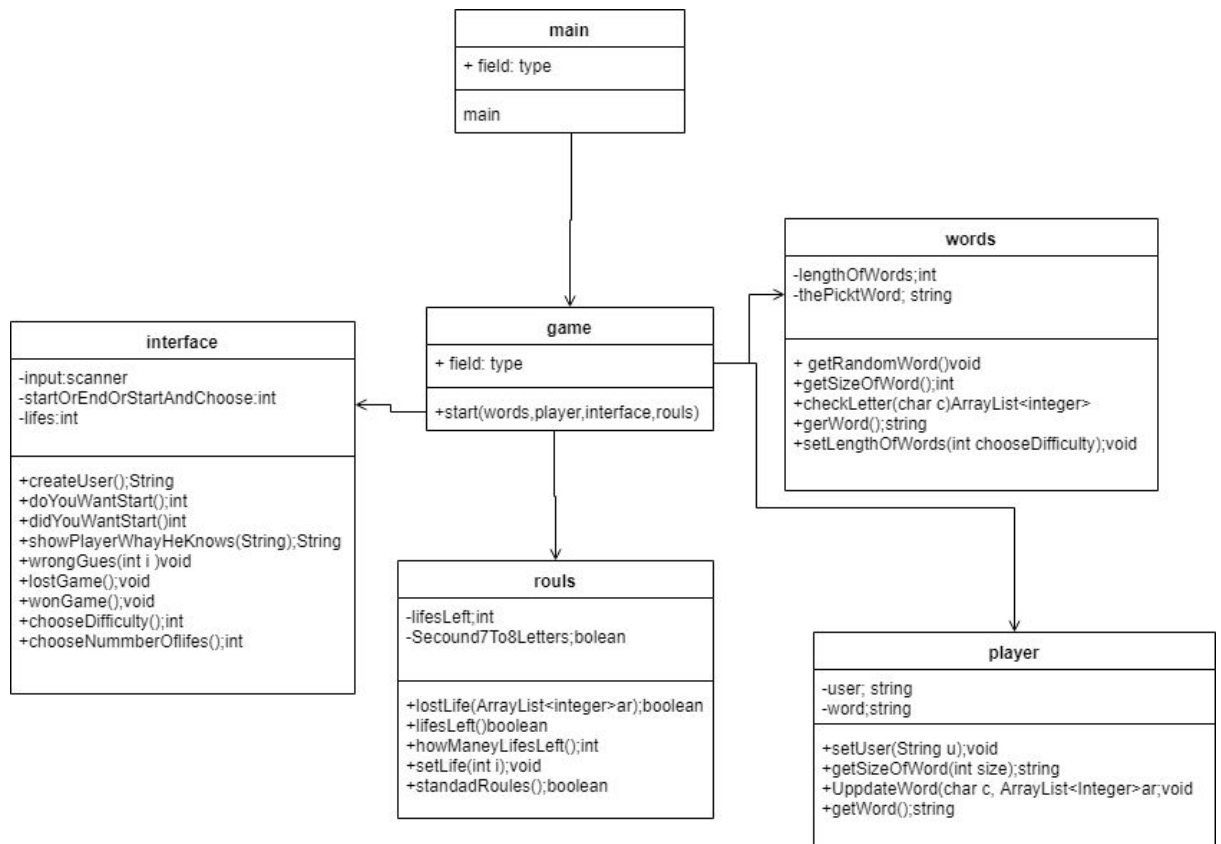 main
+ field: type
main
words
-lengthOfWords;int
-thePicktWord; string
+ getRandomWord()void
+getSizeOfWord();int
+checkLetter(char c)ArrayList<integer>
+gerWord();string
+setLengthOfWords(int chooseDifficulty);void
game
+ field: type
+start(words,player,interface,rouls)
interface
-input:scanner
-startOrEndOrStartAndChoose:int
-lifes:int
+createUser();String
+doYouWantStart();int
+didYouWantStart()int
+showPlayerWhayHeKnows(String);String
+wrongGues(int i )void
+lostGame();void
+wonGame();void
+chooseDifficulty();int
+chooseNummberOflifes();int
rouls
-lifesLeft;int
-Secound7To8Letters;bolean
+lostLife(ArrayList<integer>ar);boolean
+lifesLeft()boolean
+howManeyLifesLeft();int
+setLife(int i);void
+standadRoules();boolean
player
-user; string
-word;string
+setUser(String u);void
+getSizeOfWord(int size);string
+UppdateWord(char c, ArrayList<Integer>ar;void
+getWord();string